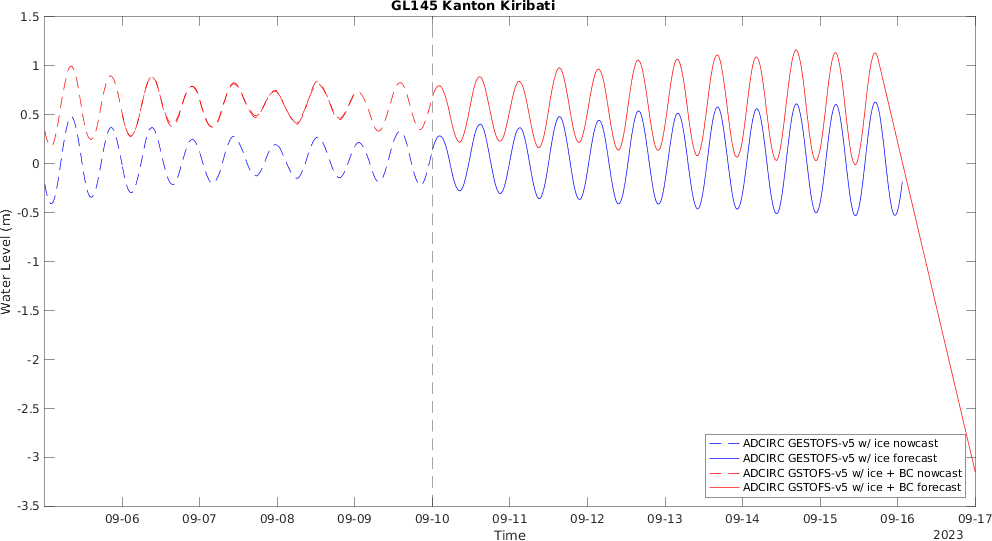 GL145 Kanton Kiribati
1.5
1
0.5
0
-0.5
-1
-1.5
-2
-2.5
-3
-3.5
Water Level (m)
ADCIRC GESTOFS-v5 w/ ice nowcast
ADCIRC GESTOFS-v5 w/ ice forecast
ADCIRC GSTOFS-v5 w/ ice + BC nowcast
ADCIRC GSTOFS-v5 w/ ice + BC forecast
09-06 09-07 09-08 09-09 09-10 09-11 09-12 09-13 09-14 09-15 09-16 09-17
Time
2023